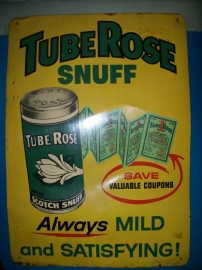 TUBE ROSE
SNUFF
TUBE ROSE
SCOTCH SNUFF
SAVE
VALUABLE COUPONS
Always MILD
and SATISFYING!